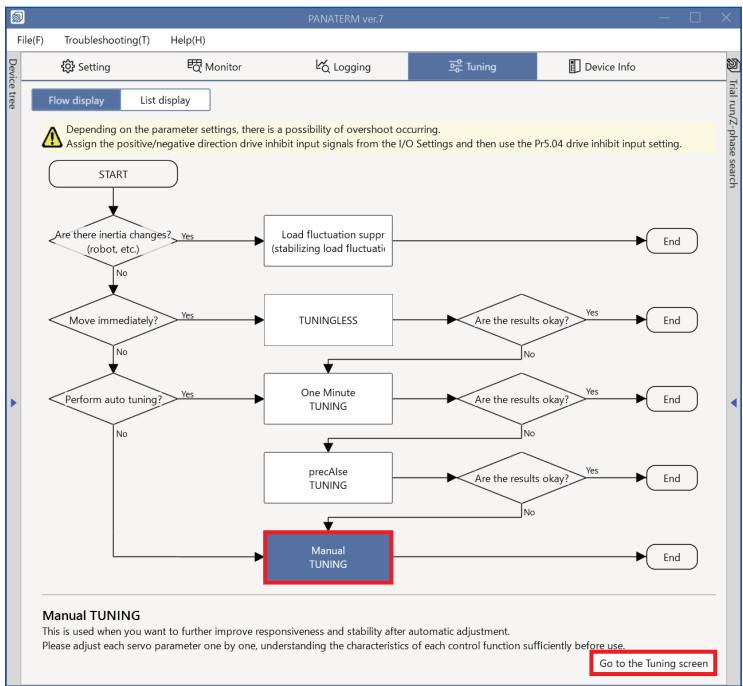 PANATERM ver.7
File(F) Troubleshooting(T) Help(H)
Device tree
Setting
Monitor
Logging
Tuning
Device Info
Trial run/Z-phase search
Flow display
List display
Depending on the parameter settings, there is a possibility of overshoot occurring.
Assign the positive/negative direction drive inhibit input signals from the I/O Settings and then use the Pr5.04 drive inhibit input setting.
START
Are there inertia changes?
(robot, etc.)
Yes
Load fluctuation suppr
(stabilizing load fluctuatio
End
No
Move immediately?
Yes
TUNINGLESS
Are the results okay?
Yes
End
No
No
Perform auto tuning?
Yes
One Minute
TUNING
Are the results okay?
Yes
End
No
No
precAIse
TUNING
Are the results okay?
Yes
End
No
Manual
TUNING
End
Manual TUNING
This is used when you want to further improve responsiveness and stability after automatic adjustment.
Please adjust each servo parameter one by one, understanding the characteristics of each control function sufficiently before use.
Go to the Tuning screen